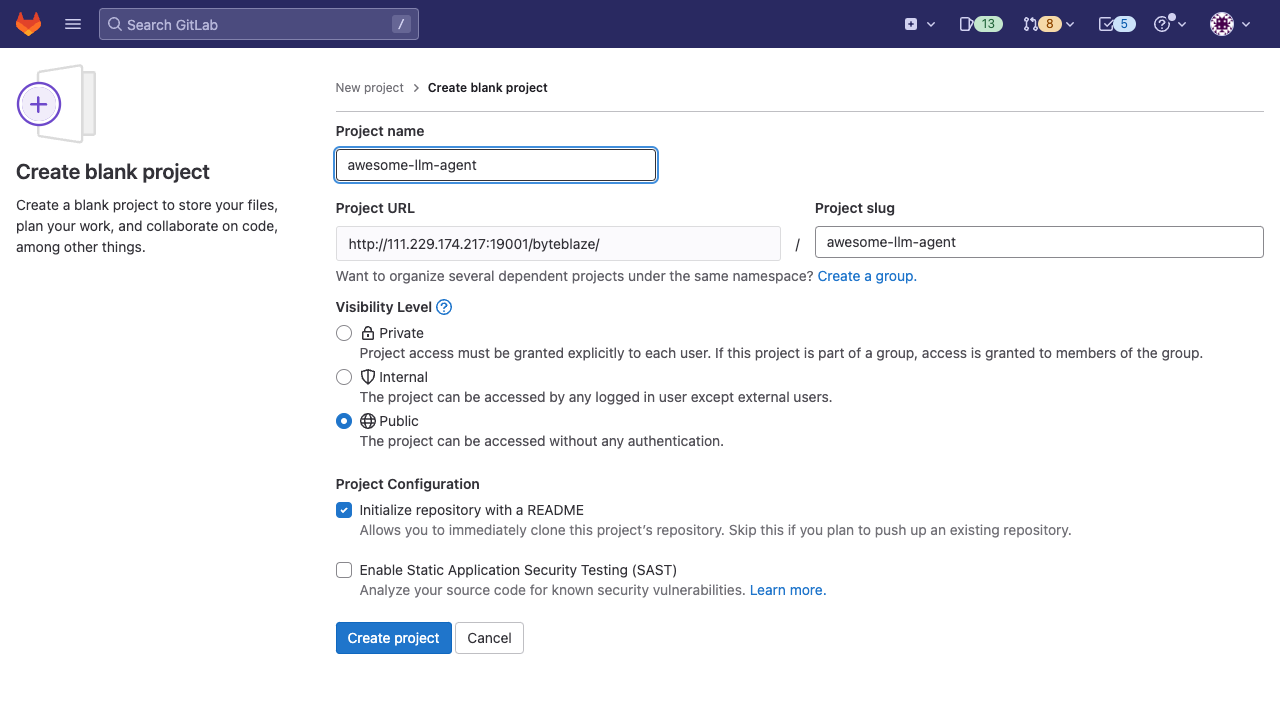 Search GitLab /
13
8
5
Create blank project
Create a blank project to store your files,
plan your work, and collaborate on code,
among other things.
New project > Create blank project
Project name
awesome-llm-agent
Project URL
http://111.229.174.217:19001/byteblaze/
/
Project slug
awesome-llm-agent
Want to organize several dependent projects under the same namespace? Create a group.
Visibility Level
Private
Project access must be granted explicitly to each user. If this project is part of a group, access is granted to members of the group.
Internal
The project can be accessed by any logged in user except external users.
Public
The project can be accessed without any authentication.
Project Configuration
Initialize repository with a README
Allows you to immediately clone this project's repository. Skip this if you plan to push up an existing repository.
Enable Static Application Security Testing (SAST)
Analyze your source code for known security vulnerabilities. Learn more.
Create project
Cancel